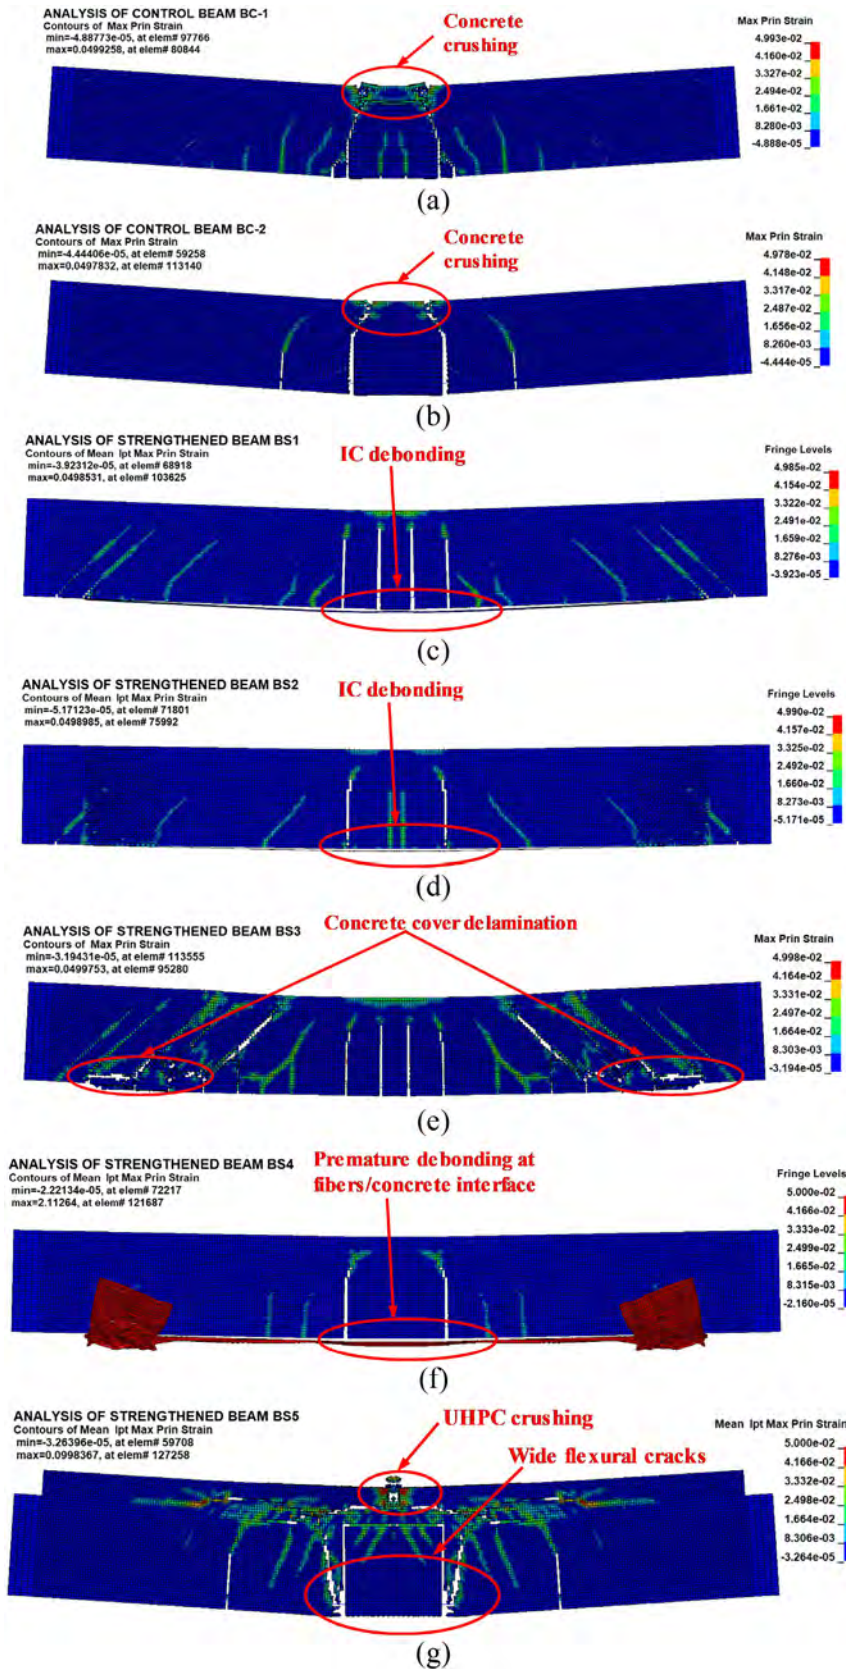 ANALYSIS OF CONTROL BEAM BC-1
Contours of Max Prin Strain
min=-4.88773e-05, at elem# 97766
max=0.0499258, at elem# 80844
Concrete
crushing
Max Prin Strain
4.993e-02
4.160e-02
3.327e-02
2.494e-02
1.661e-02
8.280e-03
-4.888e-05
(a)
ANALYSIS OF CONTROL BEAM BC-2
Contours of Max Prin Strain
min=-4.44406e-05, at elem# 59258
max=0.0497832, at elem# 113140
Concrete
crushing
Max Prin Strain
4.978e-02
4.148e-02
3.317e-02
2.487e-02
1.656e-02
8.260e-03
-4.444e-05
(b)
ANALYSIS OF STRENGTHENED BEAM BS1
Contours of Mean Ipt Max Prin Strain
min=-3.92312e-05, at elem# 68918
max=0.0498531, at elem# 103625
IC debonding
Fringe Levels
4.985e-02
4.154e-02
3.322e-02
2.491e-02
1.659e-02
8.276e-03
-3.923e-05
(c)
ANALYSIS OF STRENGTHENED BEAM BS2
Contours of Mean Ipt Max Prin Strain
min=-5.17123e-05, at elem# 71801
max=0.0498985, at elem# 75992
IC debonding
Fringe Levels
4.990e-02
4.157e-02
3.325e-02
2.492e-02
1.660e-02
8.273e-03
-5.171e-05
(d)
ANALYSIS OF STRENGTHENED BEAM BS3
Contours of Max Prin Strain
min=-3.19431e-05, at elem# 113555
max=0.0499753, at elem# 95280
Concrete cover delamination
Max Prin Strain
4.998e-02
4.164e-02
3.331e-02
2.497e-02
1.664e-02
8.303e-03
-3.194e-05
(e)
ANALYSIS OF STRENGTHENED BEAM BS4
Contours of Mean Ipt Max Prin Strain
min=-2.22134e-05, at elem# 72217
max=2.11264, at elem# 121687
Premature debonding at
fibers/concrete interface
Fringe Levels
5.000e-02
4.166e-02
3.333e-02
2.499e-02
1.665e-02
8.315e-03
-2.160e-05
(f)
ANALYSIS OF STRENGTHENED BEAM BS5
Contours of Mean Ipt Max Prin Strain
min=-3.26396e-05, at elem# 59708
max=0.0998367, at elem# 127258
UHPC crushing
Wide flexural cracks
Mean Ipt Max Prin Strain
5.000e-02
4.166e-02
3.332e-02
2.498e-02
1.664e-02
8.306e-03
-3.264e-05
(g)